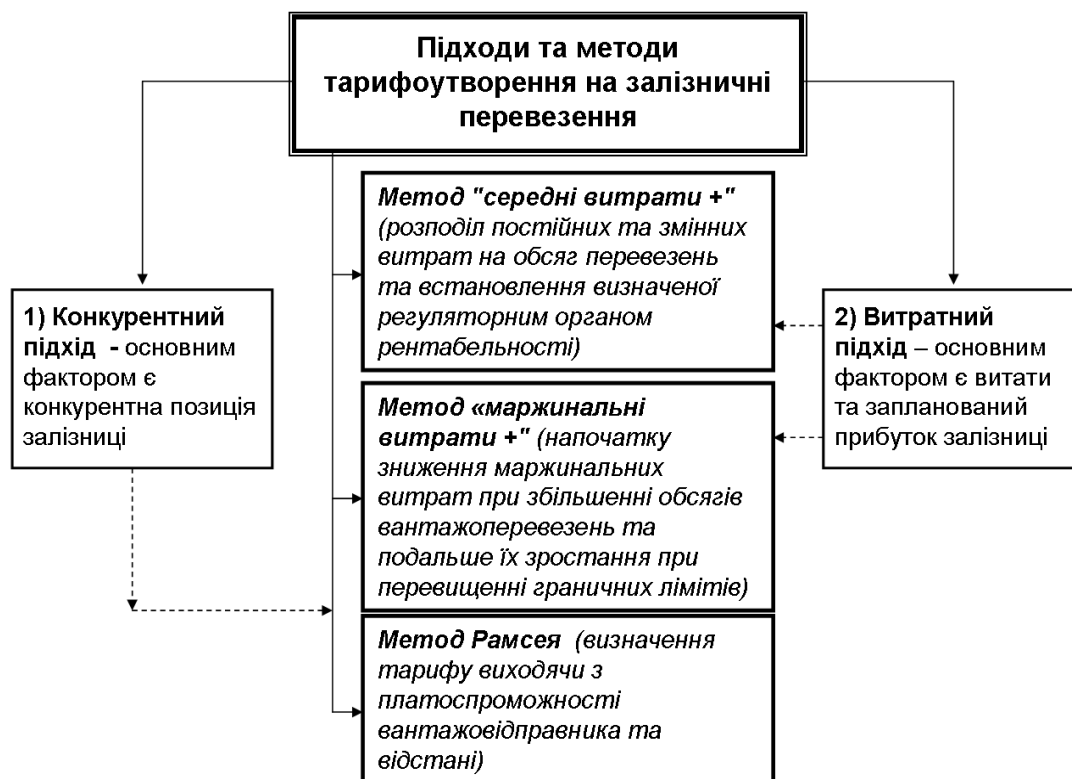 Підходи та методи
тарифоутворення на залізничні
перевезення
Метод "середні витрати +"
(розподіл постійних та змінних
витрат на обсяг перевезень
та встановлення визначеної
регуляторним органом
рентабельності)
1) Конкурентний
підхід - основним
фактором є
конкурентна позиція
залізниці
2) Витратний
підхід – основним
фактором є витати
та запланований
прибуток залізниці
Метод «маржинальні
витрати +" (напочатку
зниження маржинальних
витрат при збільшенні обсягів
вантажоперевезень та
подальше їх зростання при
перевищенні граничних лімітів)
Метод Рамсея (визначення
тарифу виходячи з
платоспроможності
вантажовідправника та
відстані)